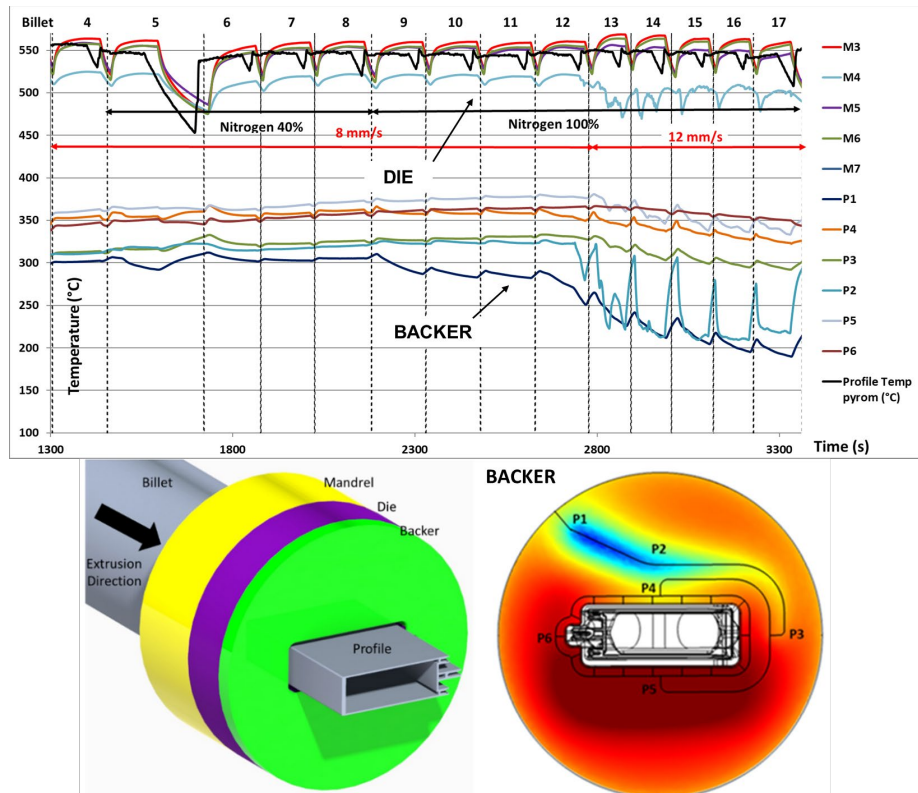 Billet 4 5 6 7 8 9 10 11 12 13 14 15 16 17
550
500
450
400
350
300
250
200
150
100
Temperature (°C)
Nitrogen 40%
Nitrogen 100%
8 mm/s
12 mm/s
DIE
BACKER
1300 1800 2300 2800 3300 Time (s)
M3
M4
M5
M6
M7
P1
P4
P3
P2
P5
P6
Profile Temp
pyrom (°C)
Billet
Mandrel
Die
Backer
Extrusion
Direction
Profile
BACKER
P1
P2
P4
P6
P3
P5